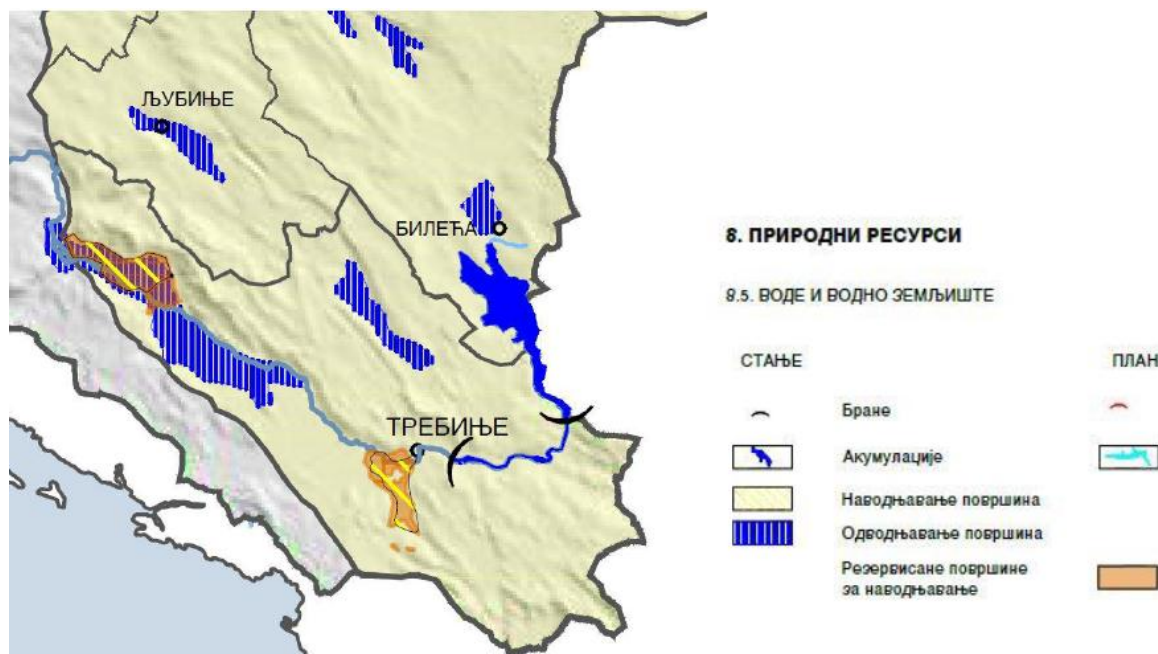 ЉУБИЊЕ
БИЛЕЋА
ТРЕБИЊЕ
8. ПРИРОДНИ РЕСУРСИ
8.5. ВОДЕ И ВОДНО ЗЕМЉИШТЕ
СТАЊЕ ПЛАН
Бране
Акумулације
Наводњавање површина
Одводњавање површина
Резервисане површине
за наводњавање